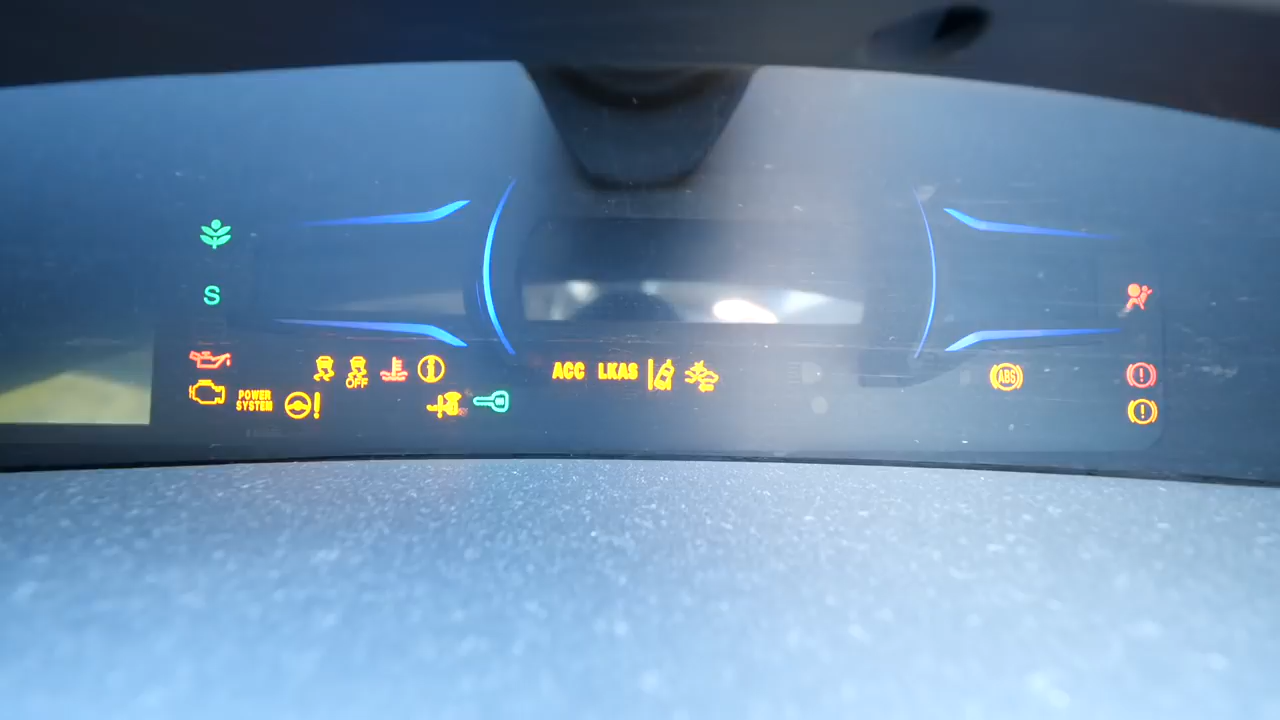 S
OFF
POWER
SYSTEM
ACC LKAS
ABS